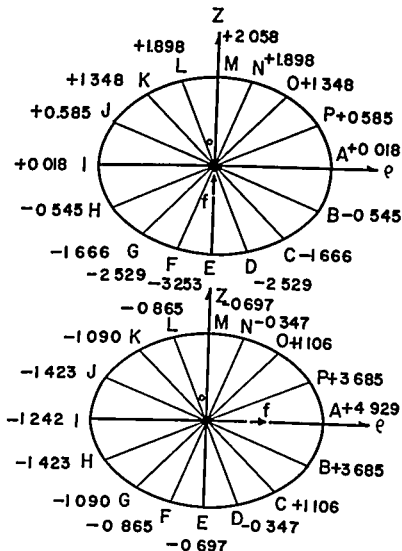 Z
+2 058
+1.898 L M N +1.898
+1 348 K O +1 348
+0.585 J P +0 585
+0 018 I A +0 018 ρ
-0 545 H f B -0 545
-1 666 G C -1 666
-2 529 F E D -2 529
-3 253
Z
-0 697
-0 865 L M N -0 347
-1 090 K O +1 106
-1 423 J P +3 685
-1 242 I f A +4 929 ρ
-1 423 H B +3 685
-1 090 G C +1 106
-0 865 F E D -0 347
-0 697